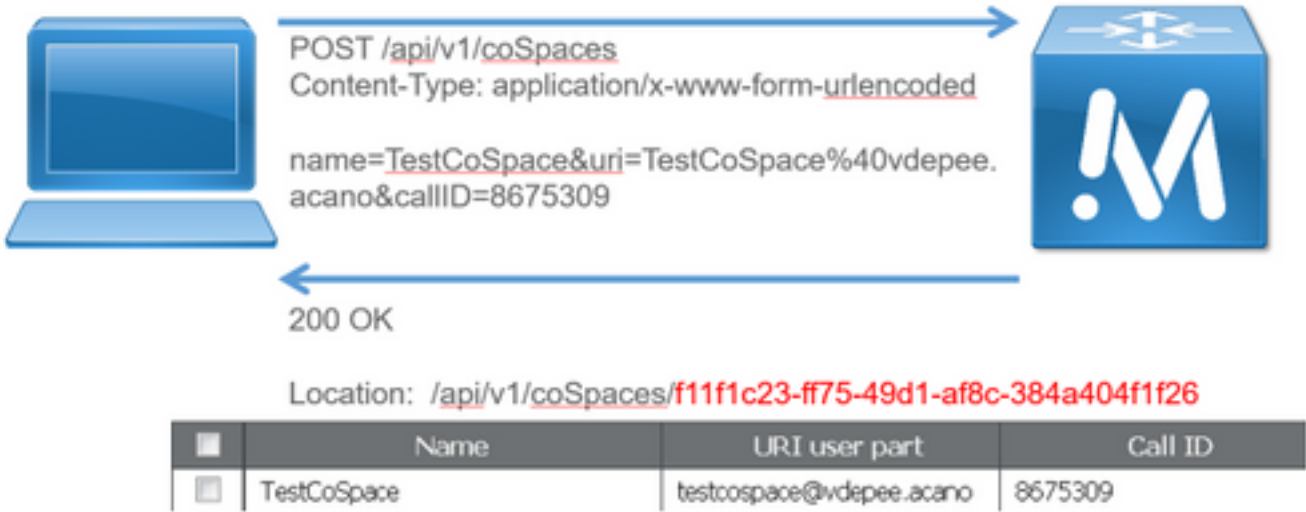 POST /api/v1/coSpaces
Content-Type: application/x-www-form-urlencoded
name=TestCoSpace&uri=TestCoSpace%40vdepee.
acano&callID=8675309
200 OK
Location: /api/v1/coSpaces/f11f1c23-ff75-49d1-af8c-384a404f1f26
Name URI user part Call ID
TestCoSpace testcospace@vdepee.acano 8675309